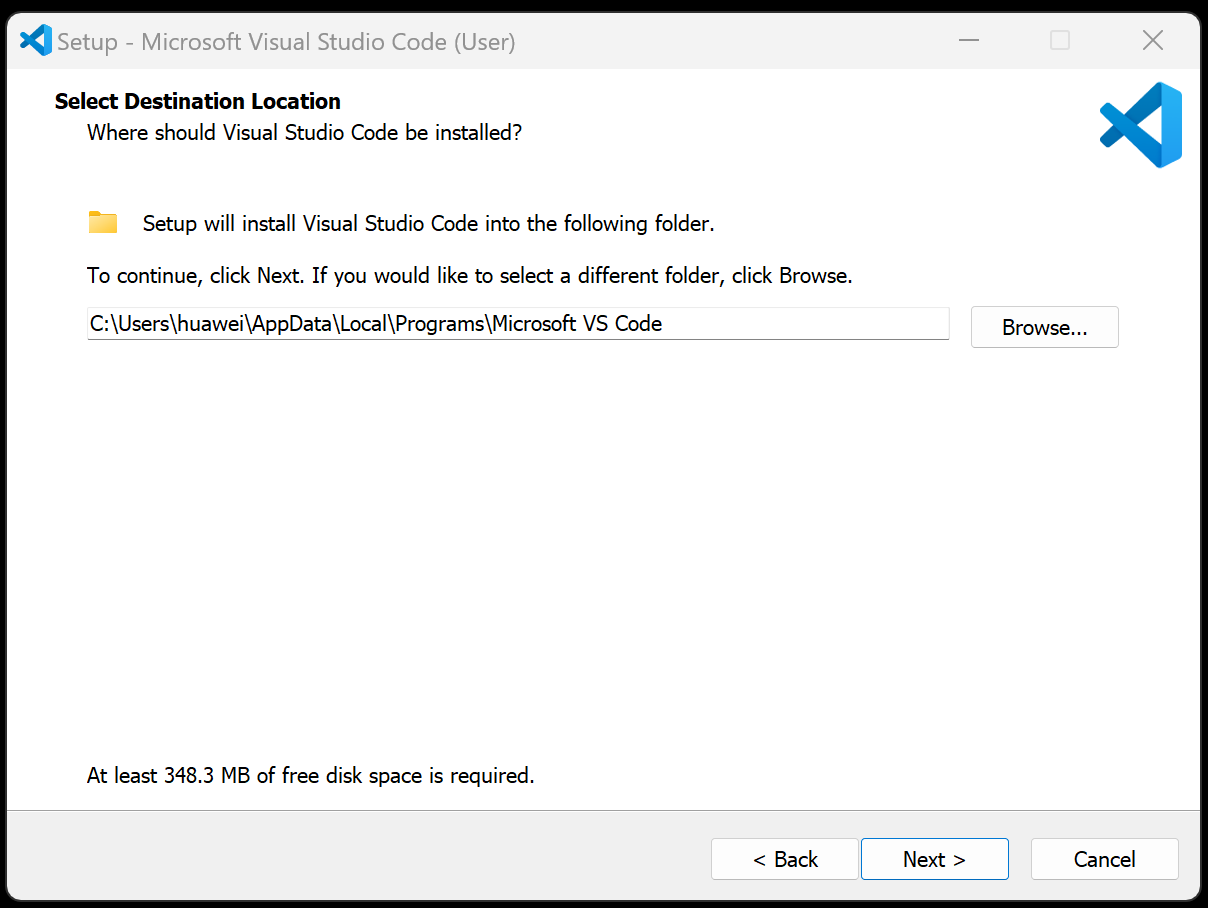 Setup - Microsoft Visual Studio Code (User)
Select Destination Location
Where should Visual Studio Code be installed?
Setup will install Visual Studio Code into the following folder.
To continue, click Next. If you would like to select a different folder, click Browse.
C:\Users\huawei\AppData\Local\Programs\Microsoft VS Code
Browse...
At least 348.3 MB of free disk space is required.
< Back
Next >
Cancel